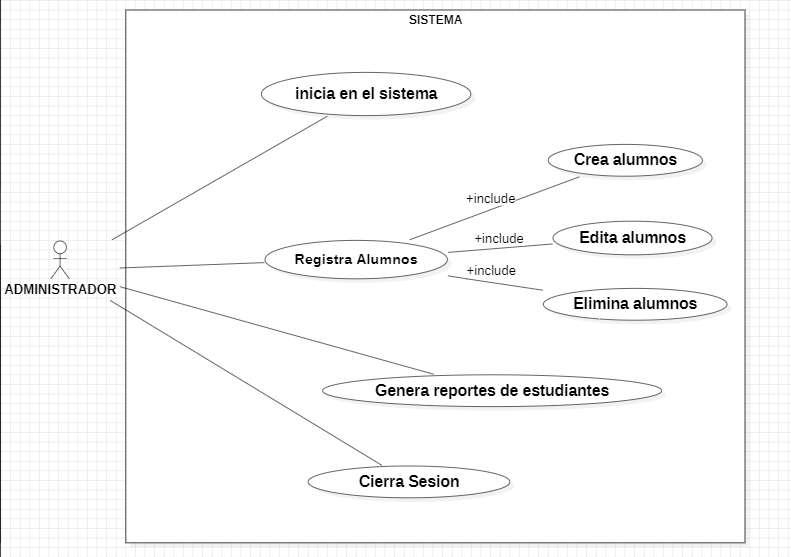 SISTEMA
inicia en el sistema
Crea alumnos
+include
+include
Edita alumnos
Registra Alumnos
+include
ADMINISTRADOR
Elimina alumnos
Genera reportes de estudiantes
Cierra Sesion